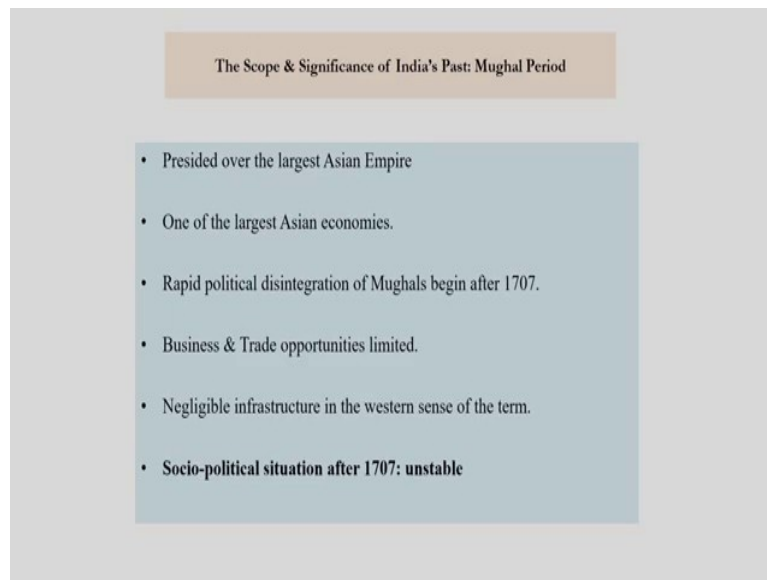 The Scope & Significance of India's Past: Mughal Period
• Presided over the largest Asian Empire
• One of the largest Asian economies.
• Rapid political disintegration of Mughals begin after 1707.
• Business & Trade opportunities limited.
• Negligible infrastructure in the western sense of the term.
• Socio-political situation after 1707: unstable